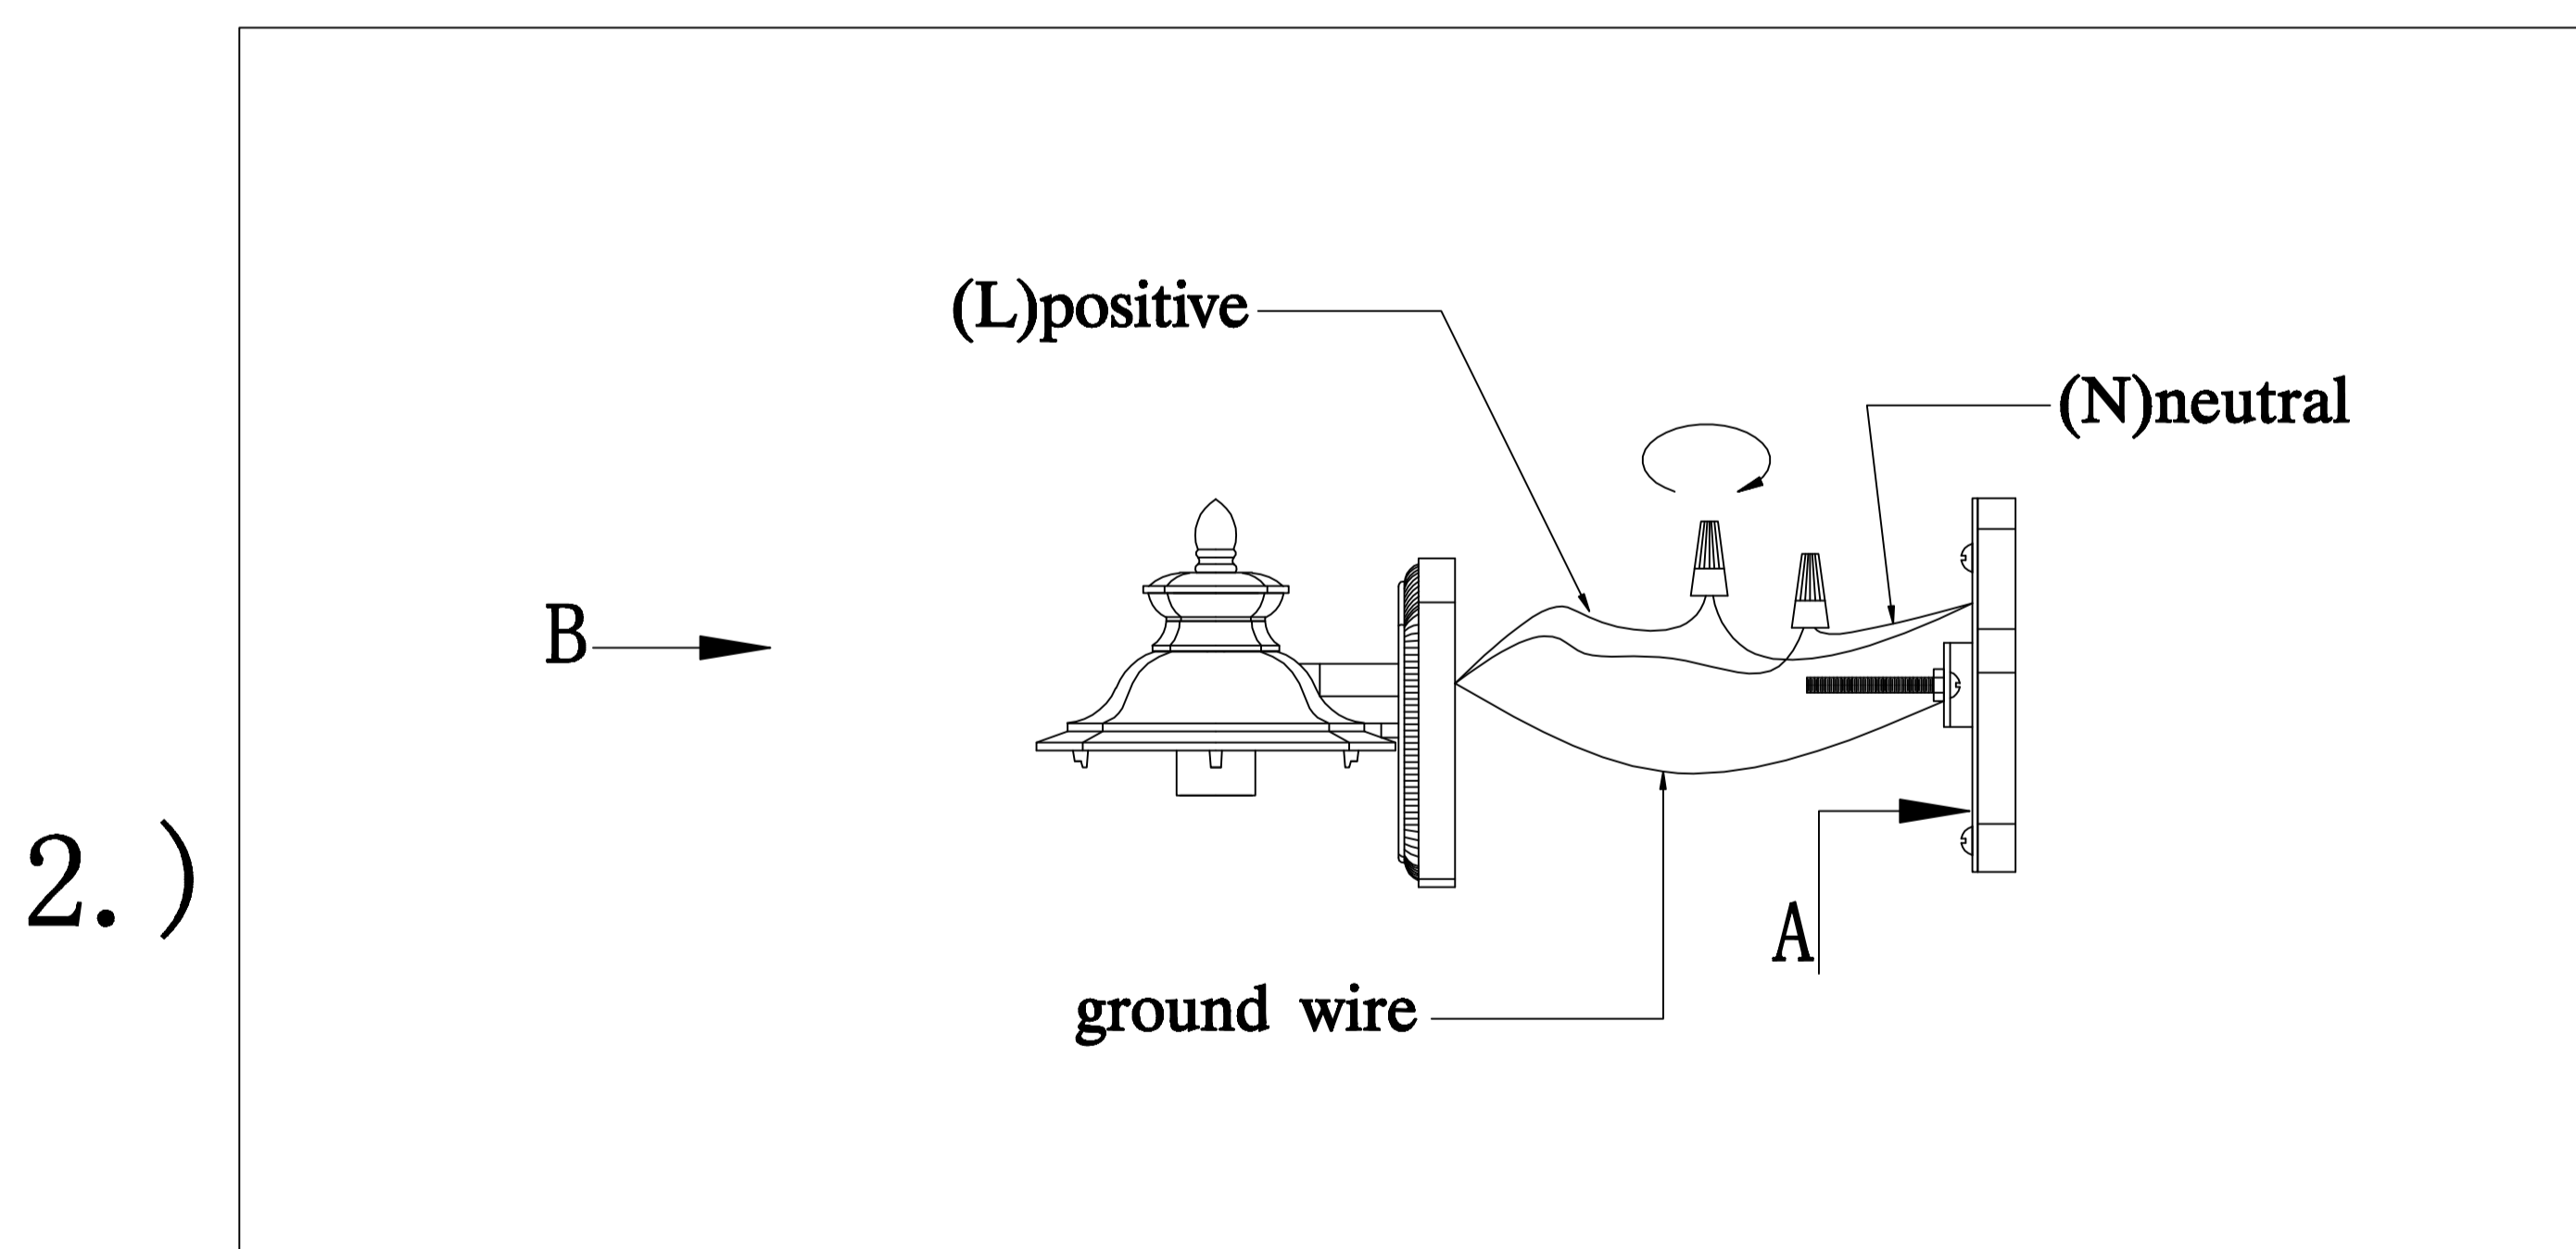 (L)positive
(N)neutral
B
2.)
A
ground wire